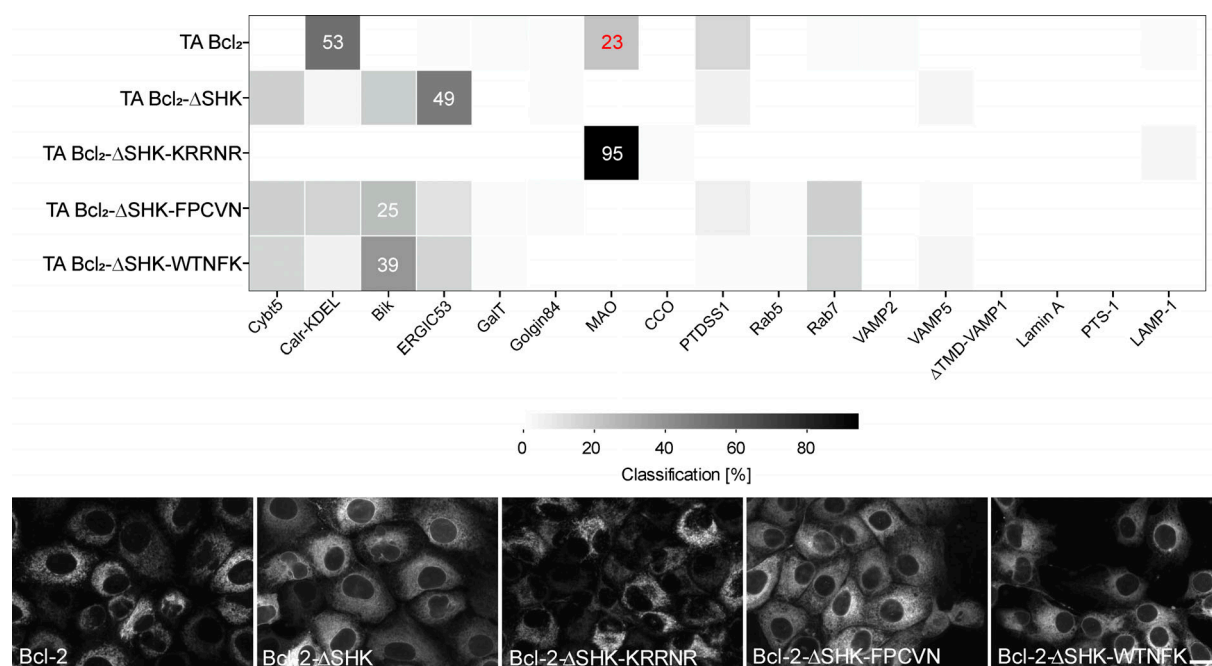 TA Bcl₂
53
23
TA Bcl₂-ΔSHK
49
TA Bcl₂-ΔSHK-KRRNR
95
TA Bcl₂-ΔSHK-FPCVN
25
TA Bcl₂-ΔSHK-WTNFK
39
Cybt5
Calr-KDEL
Bik
ERGIC53
GalT
Golgin84
MAO
CCO
PTDSS1
Rab5
Rab7
VAMP2
VAMP5
ΔTMD-VAMP1
Lamin A
PTS-1
LAMP-1
0 20 40 60 80
Classification [%]
Bcl-2 Bcl-2-ΔSHK Bcl-2-ΔSHK-KRRNR Bcl-2-ΔSHK-FPCVN Bcl-2-ΔSHK-WTNFK